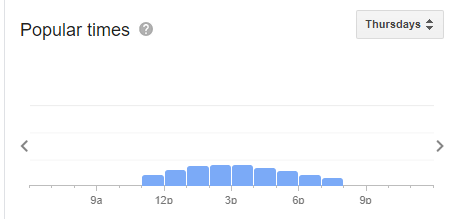 Popular times ?
Thursdays
9a 12p 3p 6p 9p